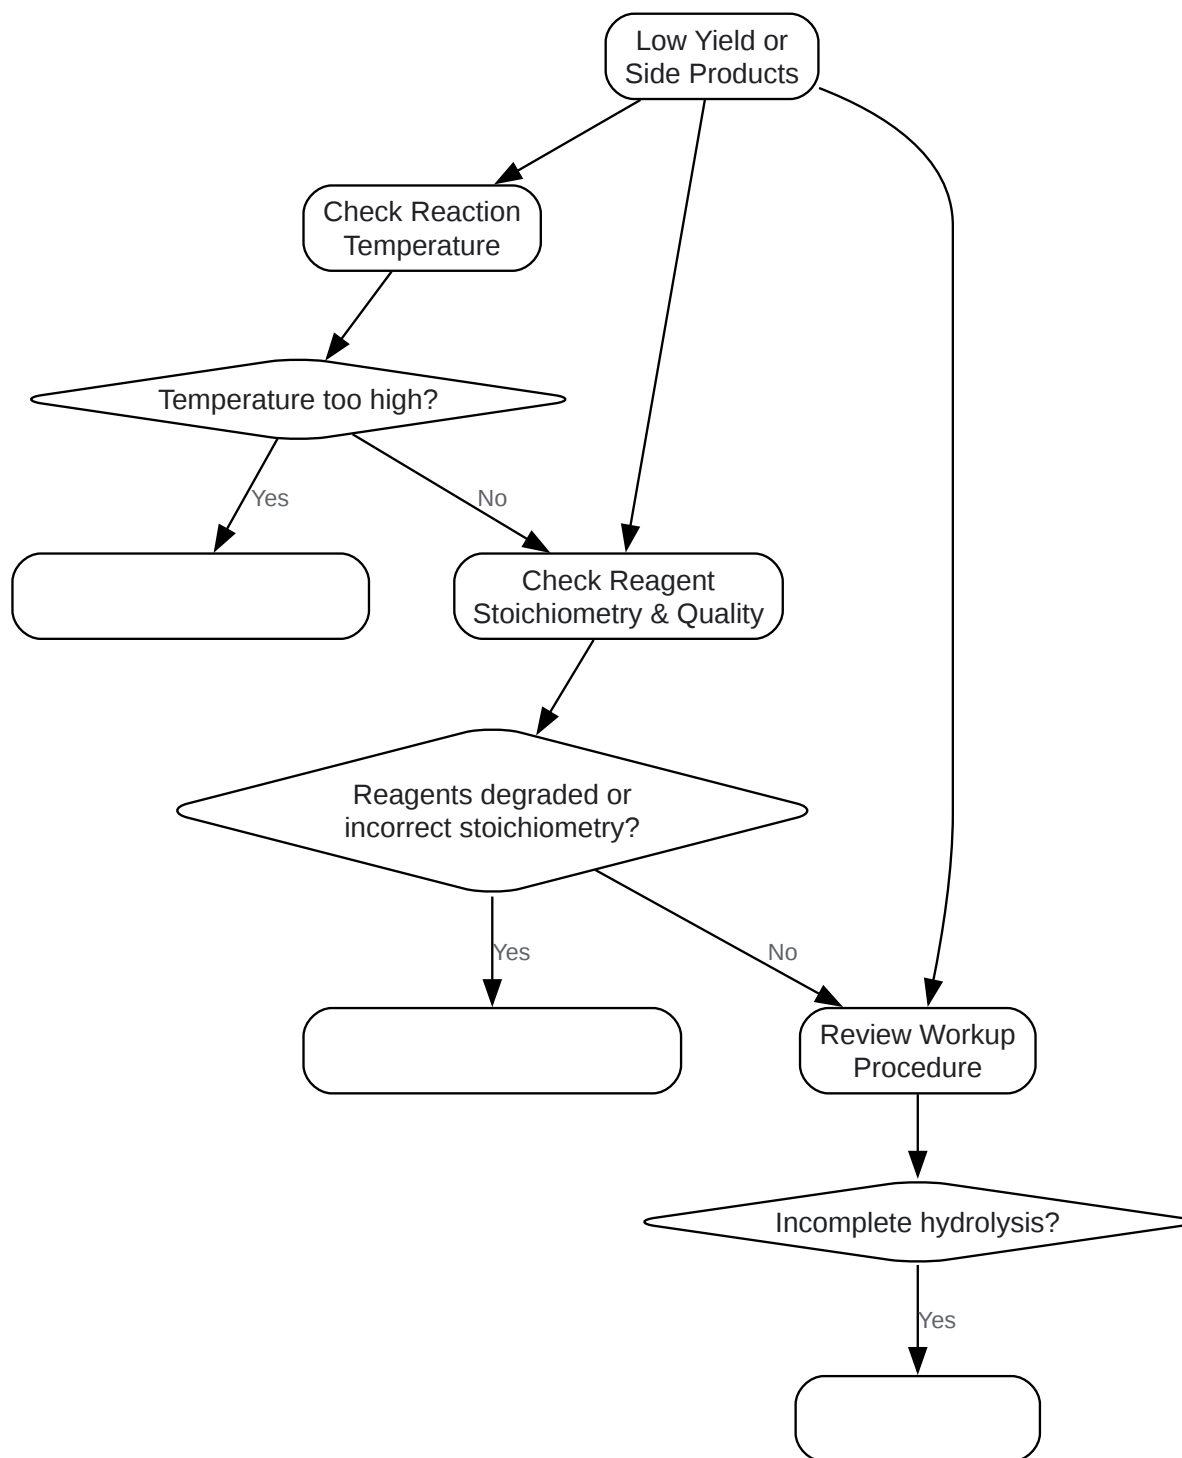 Low Yield or
Side Products
Check Reaction
Temperature
Temperature too high?
Yes
No
Check Reagent
Stoichiometry & Quality
Reagents degraded or
incorrect stoichiometry?
Yes
No
Review Workup
Procedure
Incomplete hydrolysis?
Yes